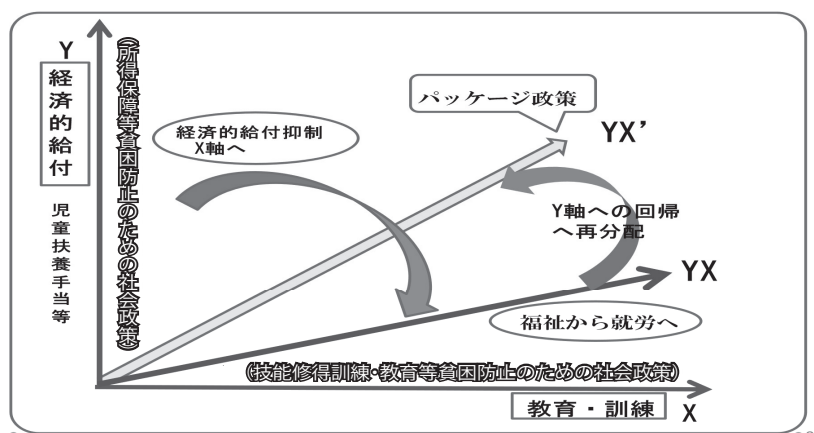 Y
経済的給付
児童扶養手当等
(所得保障等貧困防止のための社会政策)
経済的給付抑制
X軸へ
パッケージ政策
YX’
Y軸への回帰
へ再分配
YX
福祉から就労へ
(技能修得訓練・教育等貧困防止のための社会政策)
教育・訓練
X